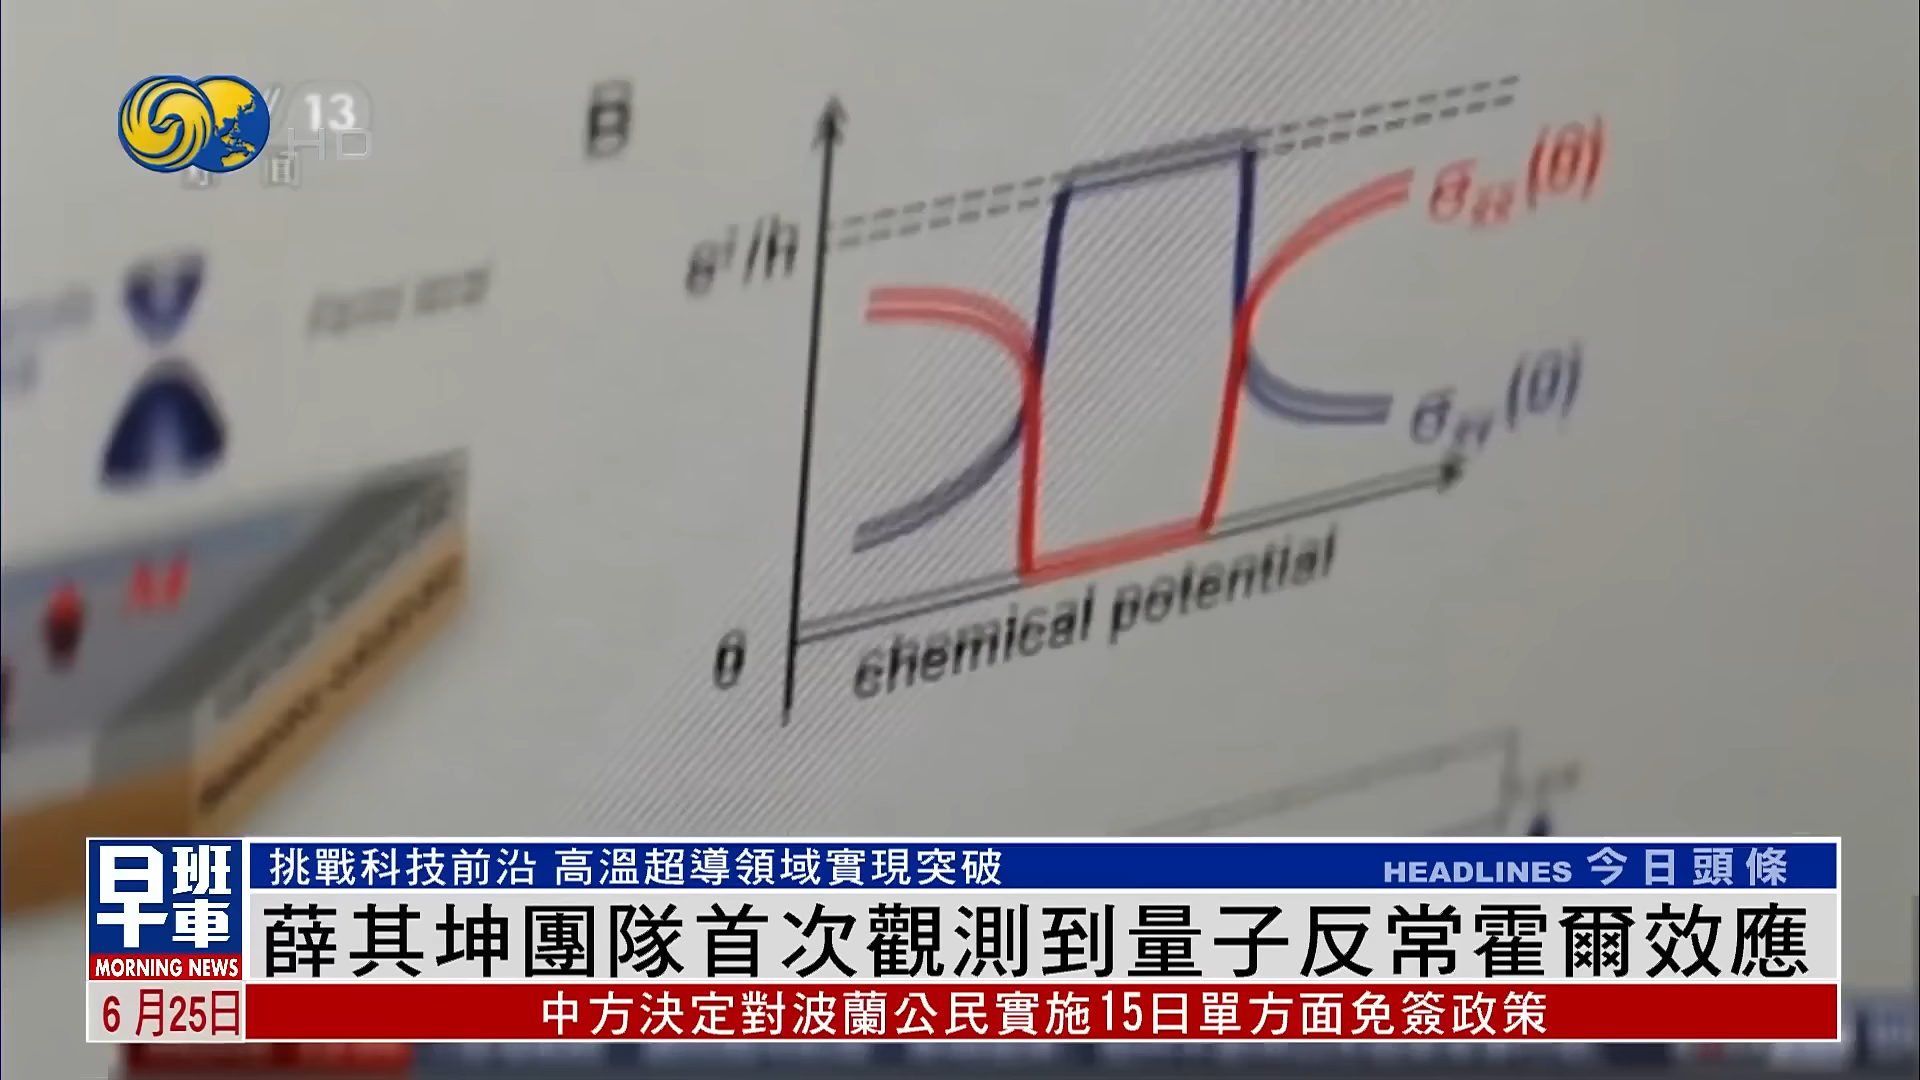 13
HD
B
e²/h
σxx(0)
σxy(0)
0
chemical potential
M
早班車
挑戰科技前沿 高溫超導領域實現突破
HEADLINES 今日頭條
薛其坤團隊首次觀測到量子反常霍爾效應
MORNING NEWS
6月25日
中方決定對波蘭公民實施15日單方面免簽政策